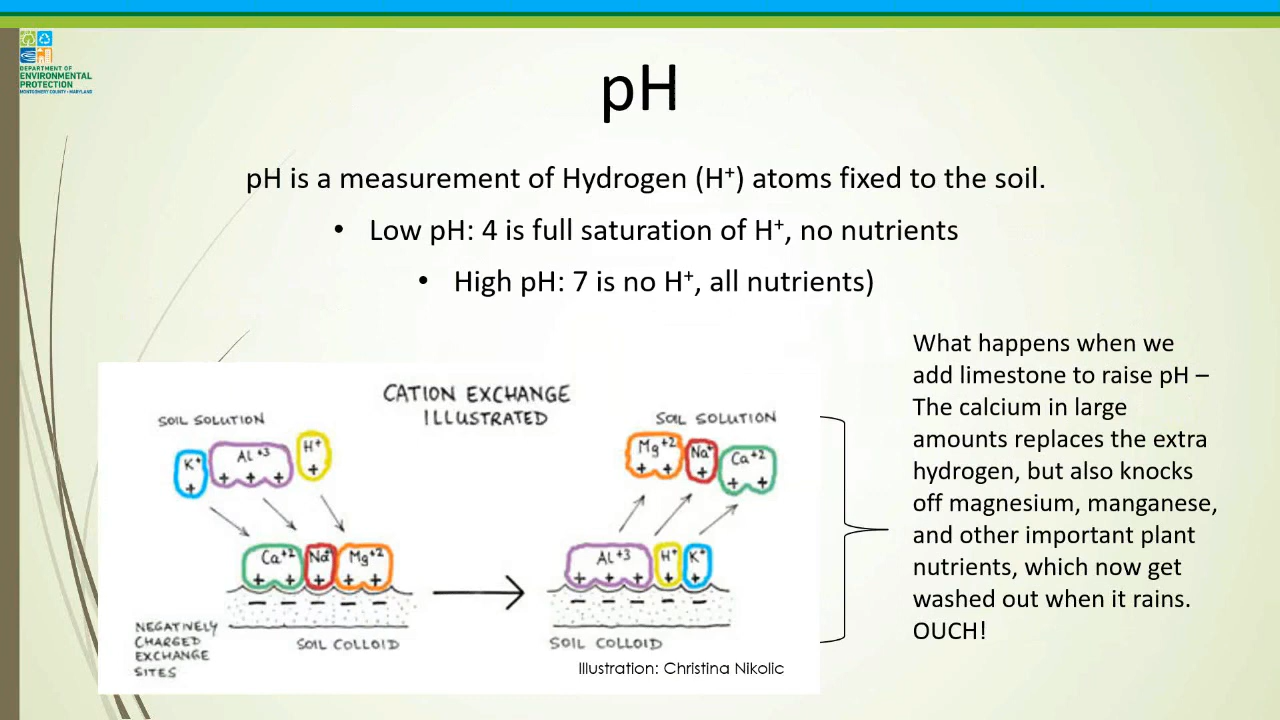 DEPARTMENT OF
ENVIRONMENTAL
PROTECTION
MONTGOMERY COUNTY • MARYLAND
pH
pH is a measurement of Hydrogen (H⁺) atoms fixed to the soil.
• Low pH: 4 is full saturation of H⁺, no nutrients
• High pH: 7 is no H⁺, all nutrients)
CATION EXCHANGE
ILLUSTRATED
SOIL SOLUTION
K⁺ Al⁺³ H⁺
+ + + + +
Ca⁺² Na⁺ Mg⁺²
+ + + + +
− − − − −
NEGATIVELY
CHARGED
EXCHANGE
SITES
SOIL COLLOID
SOIL SOLUTION
Mg⁺² Na⁺ Ca⁺²
+ + + + +
Al⁺³ H⁺ K⁺
+ + + + +
− − − − −
SOIL COLLOID
Illustration: Christina Nikolic
What happens when we
add limestone to raise pH –
The calcium in large
amounts replaces the extra
hydrogen, but also knocks
off magnesium, manganese,
and other important plant
nutrients, which now get
washed out when it rains.
OUCH!